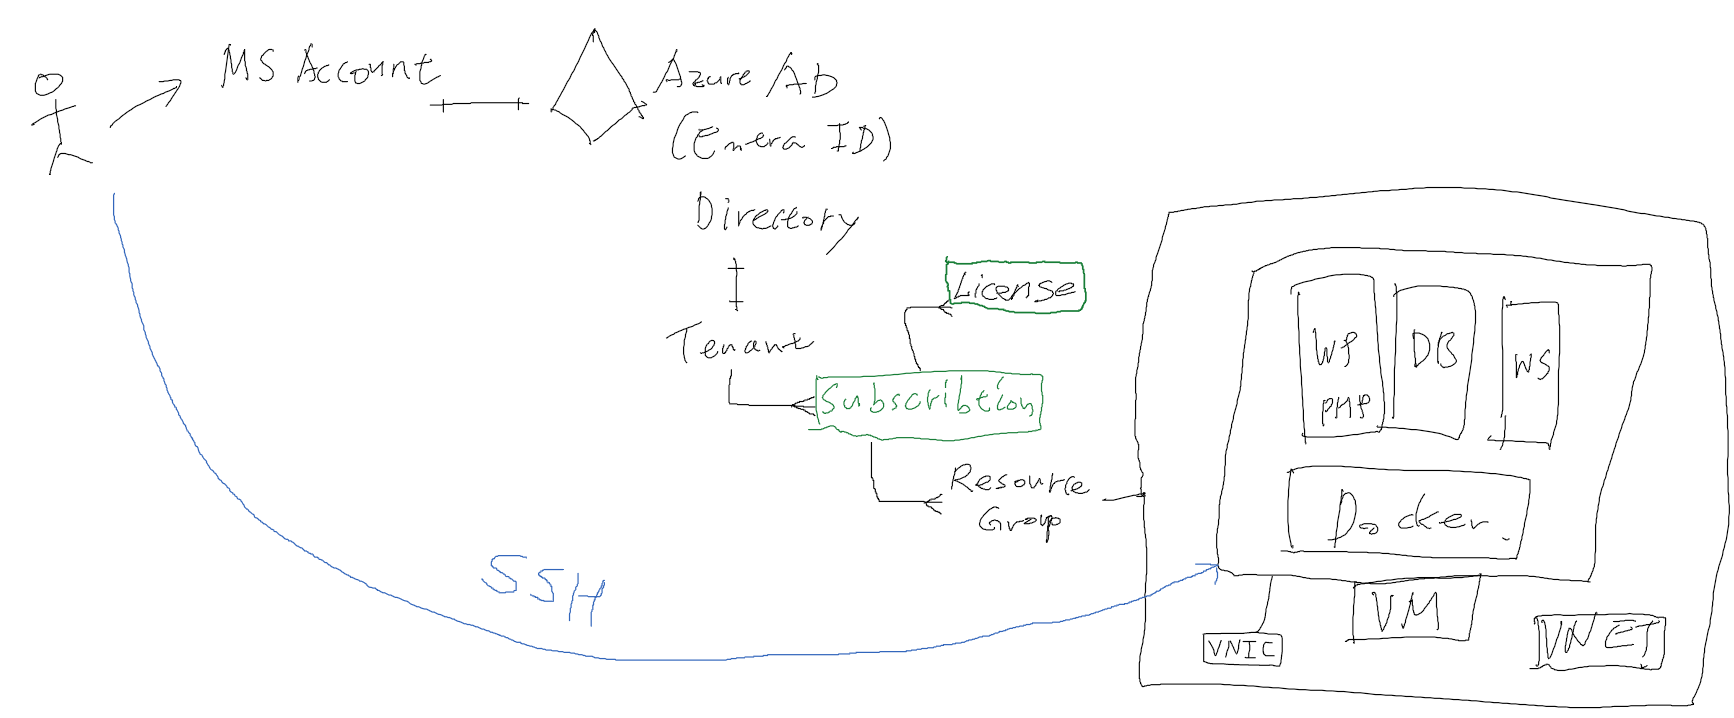 MS Account
Azure AD
(Entera ID)
Directory
License
Tenant
Subscribtion
Resource
Group
SSH
WP
PHP
DB
WS
Docker.
VM
VNIC
VNET